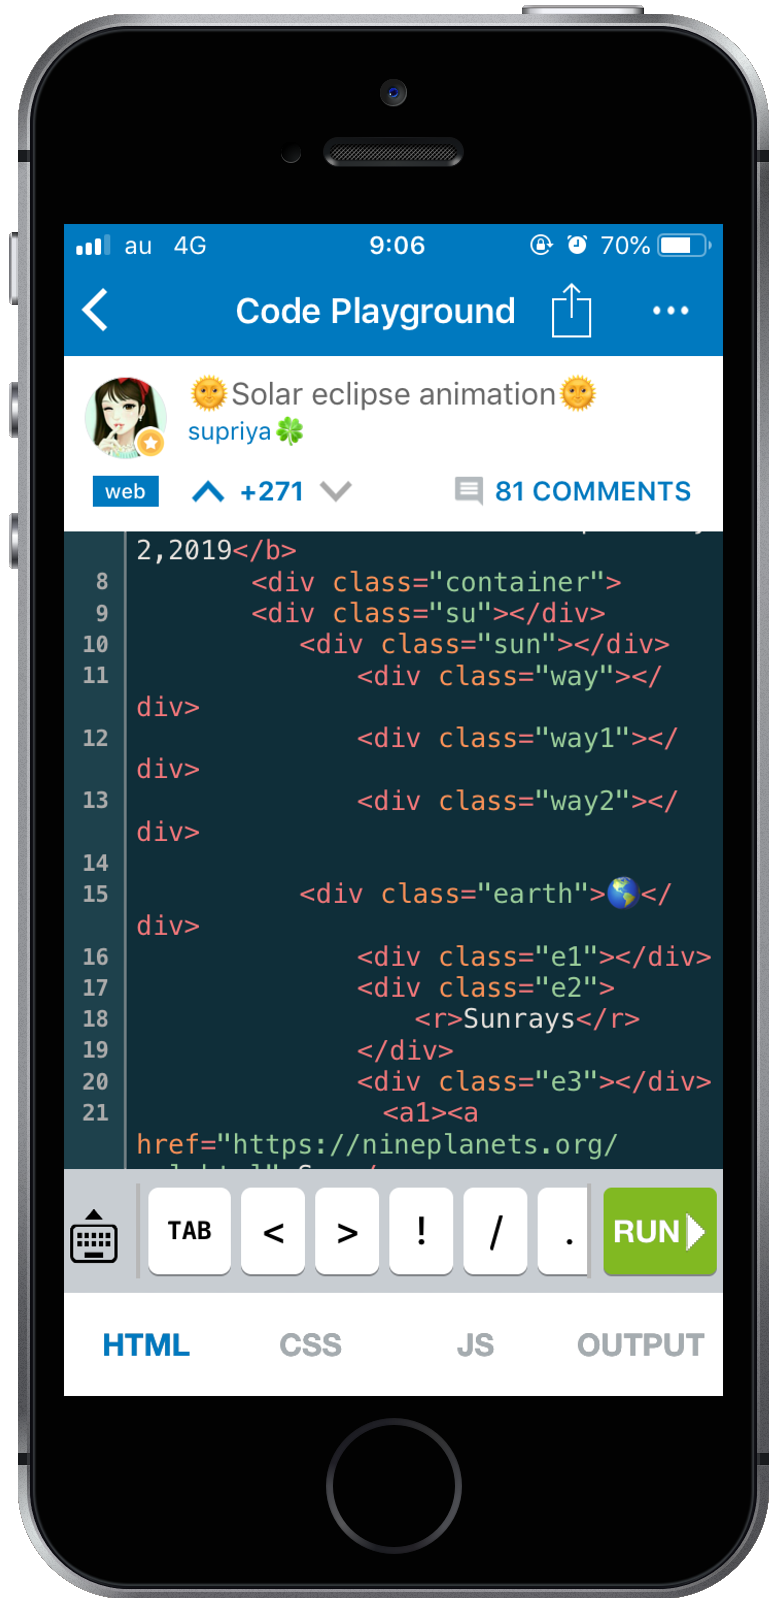 au 4G 9:06 70%
Code Playground
🌞Solar eclipse animation🌞
supriya🍀
web +271 81 COMMENTS
2,2019</b>
8 <div class="container">
9 <div class="su"></div>
10 <div class="sun"></div>
11 <div class="way"></
div>
12 <div class="way1"></
div>
13 <div class="way2"></
div>
14
15 <div class="earth">🌎</
div>
16 <div class="e1"></div>
17 <div class="e2">
18 <r>Sunrays</r>
19 </div>
20 <div class="e3"></div>
21 <a1><a
href="https://nineplanets.org/
TAB < > ! / . RUN
HTML CSS JS OUTPUT